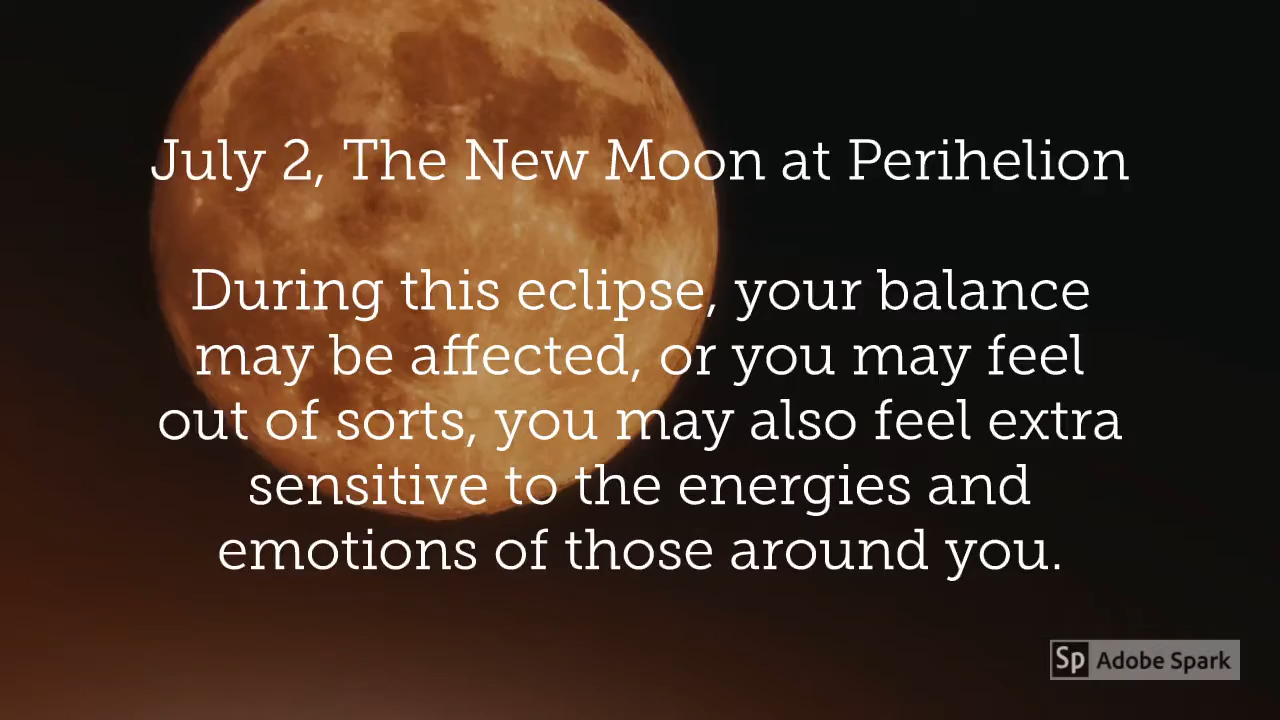 July 2, The New Moon at Perihelion
During this eclipse, your balance
may be affected, or you may feel
out of sorts, you may also feel extra
sensitive to the energies and
emotions of those around you.
Sp Adobe Spark